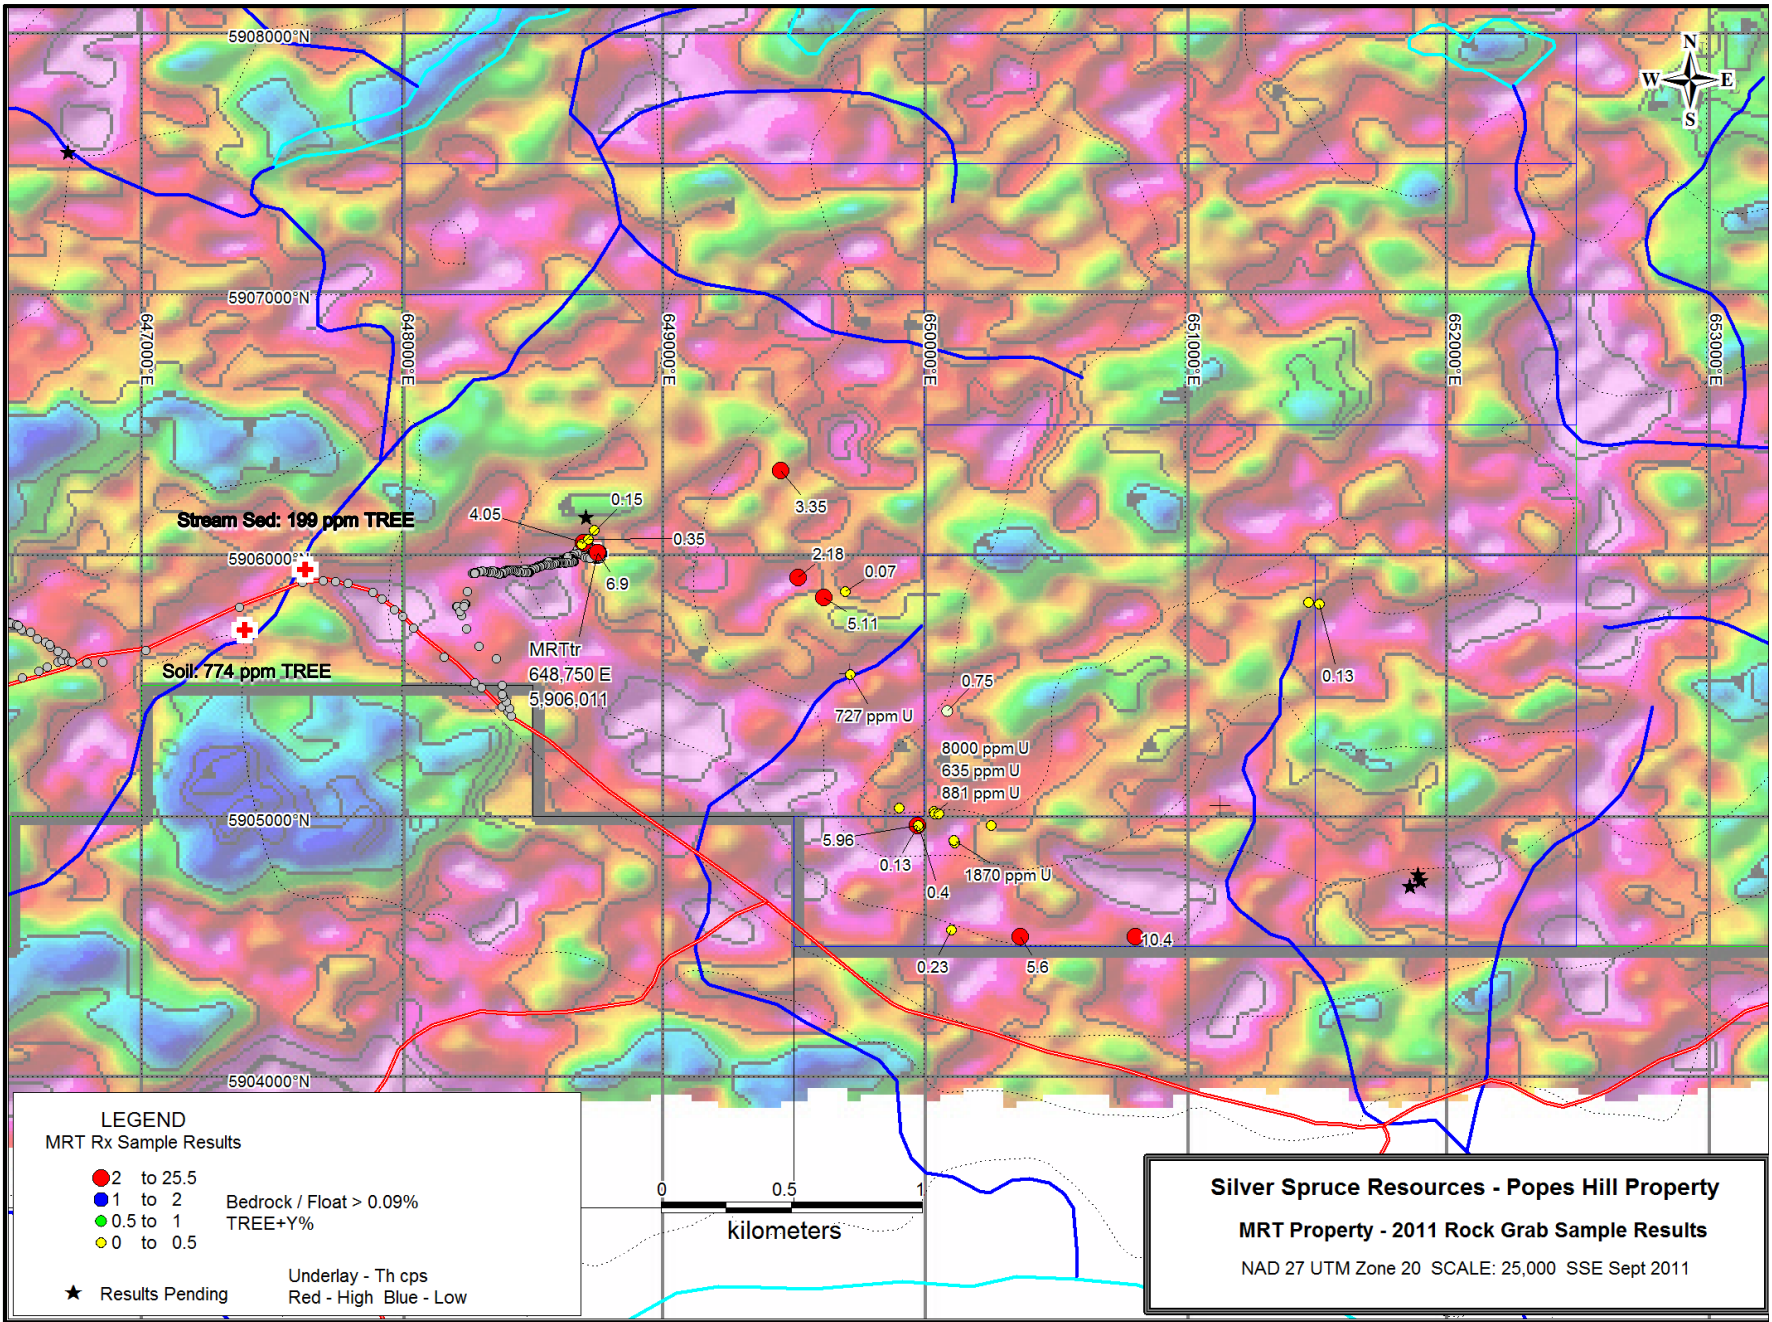 5908000°N
N
W E
S
5907000°N
647000°E
648000°E
649000°E
650000°E
651000°E
652000°E
653000°E
3.35
0.15
4.05
Stream Sed: 199 ppm TREE
0.35
5906000°N
2.18
0.07
6.9
5.11
MRTtr
648,750 E
5,906,011
Soil: 774 ppm TREE
0.13
0.75
727 ppm U
8000 ppm U
635 ppm U
881 ppm U
5905000°N
5.96
0.13
1870 ppm U
0.4
10.4
0.23
5.6
5904000°N
LEGEND
MRT Rx Sample Results
2 to 25.5
1 to 2
0.5 to 1
0 to 0.5
Bedrock / Float > 0.09%
TREE+Y%
Results Pending
Underlay - Th cps
Red - High Blue - Low
0 0.5 1
kilometers
Silver Spruce Resources - Popes Hill Property
MRT Property - 2011 Rock Grab Sample Results
NAD 27 UTM Zone 20 SCALE: 25,000 SSE Sept 2011